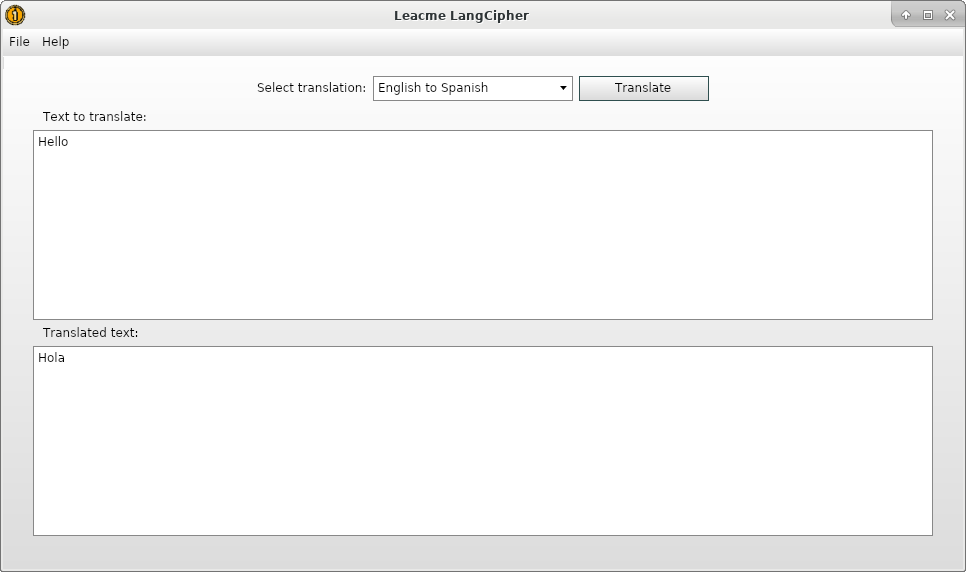 Leacme LangCipher
File Help
Select translation: English to Spanish Translate
Text to translate:
Hello
Translated text:
Hola